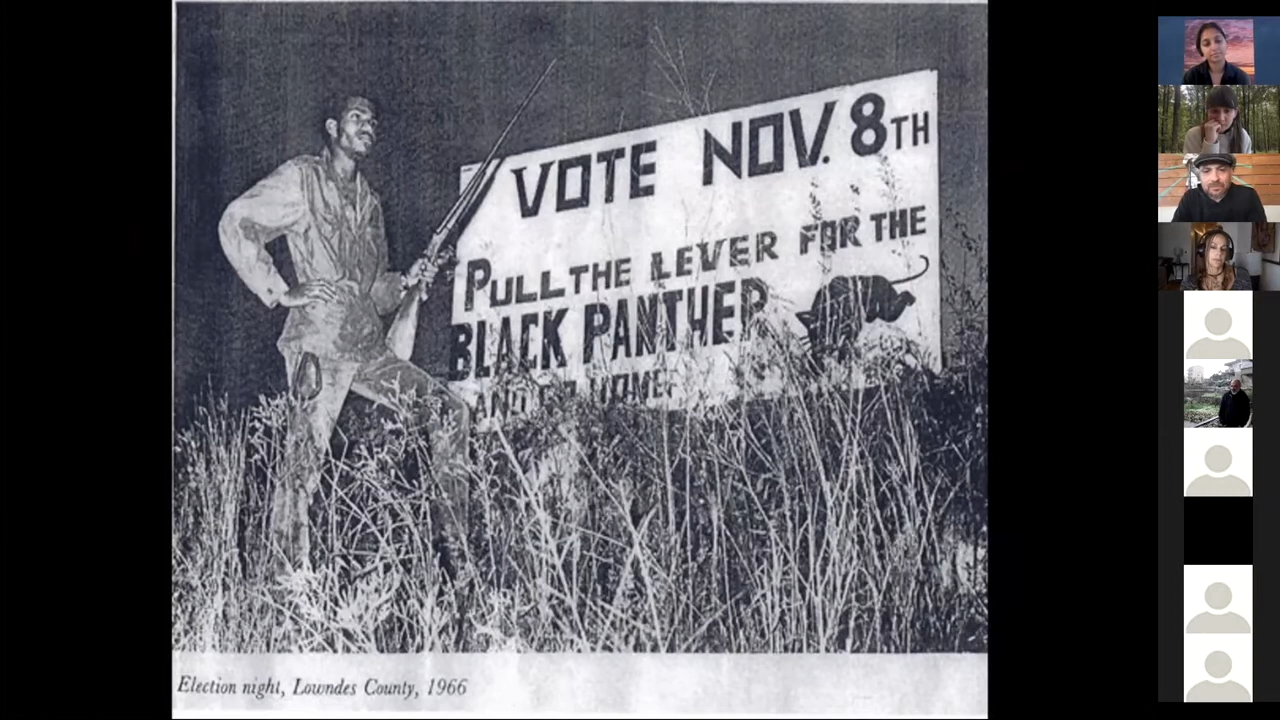 VOTE NOV. 8TH
PULL THE LEVER FOR THE
BLACK PANTHER
Election night, Lowndes County, 1966